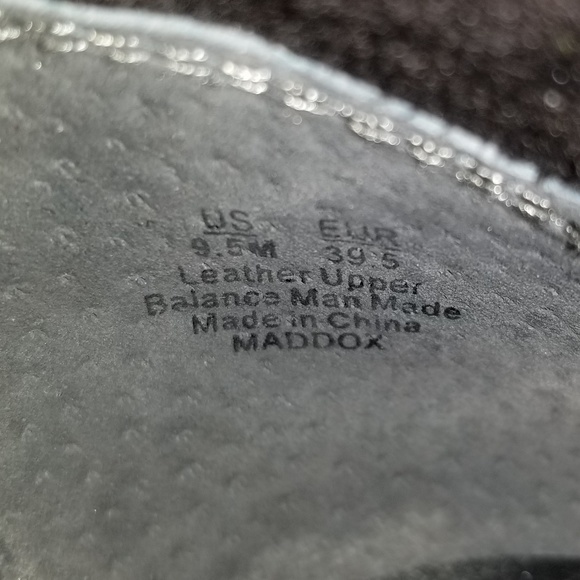 US EUR
9.5M 39.5
Leather Upper
Balance Man Made
Made in China
MADDOX